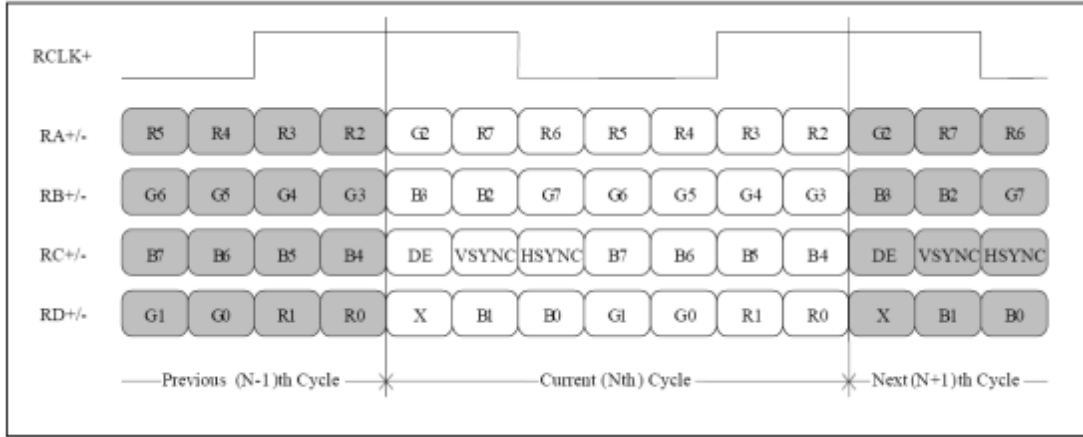 RCLK+
RA+/- R5 R4 R3 R2 G2 R7 R6 R5 R4 R3 R2 G2 R7 R6
RB+/- G6 G5 G4 G3 B3 B2 G7 G6 G5 G4 G3 B3 B2 G7
RC+/- B7 B6 B5 B4 DE VSYNC HSYNC B7 B6 B5 B4 DE VSYNC HSYNC
RD+/- G1 G0 R1 R0 X B1 B0 G1 G0 R1 R0 X B1 B0
Previous (N-1)th Cycle Current (Nth) Cycle Next (N+1)th Cycle